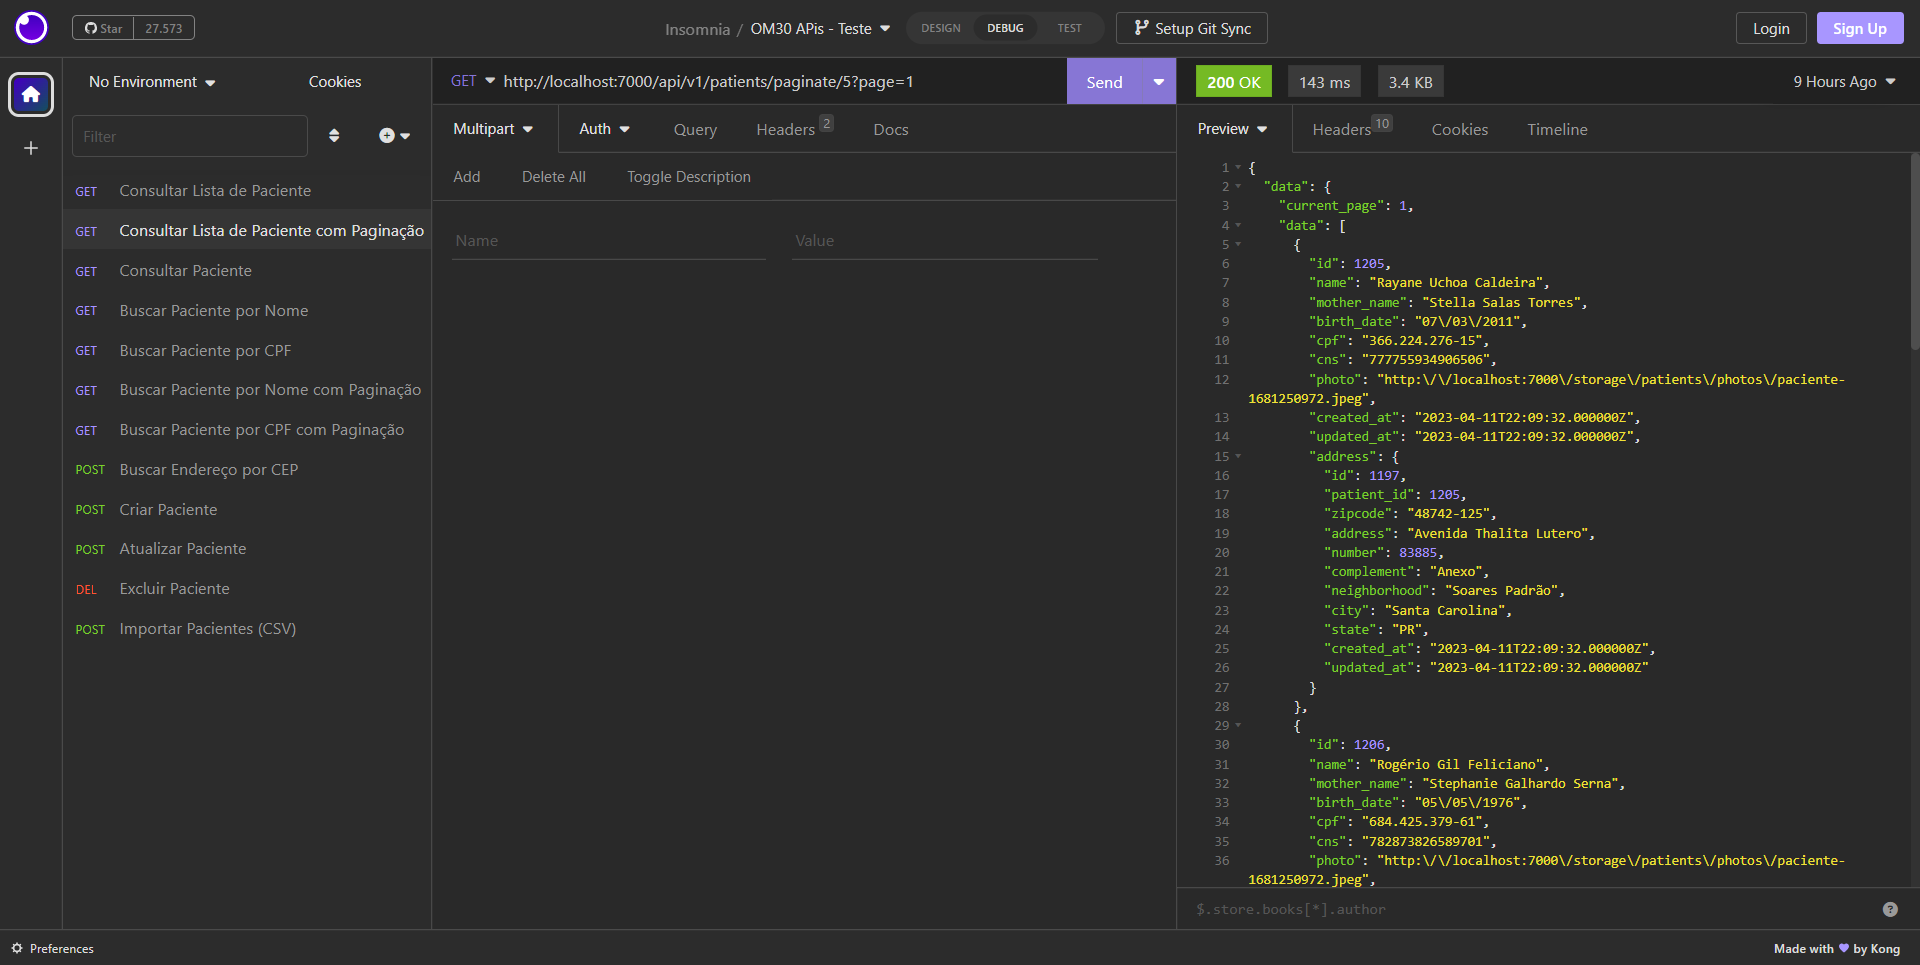 Star 27.573
Insomnia / OM30 APis - Teste
DESIGN DEBUG TEST
Setup Git Sync
Login Sign Up
No Environment Cookies
Filter
GET Consultar Lista de Paciente
GET Consultar Lista de Paciente com Paginação
GET Consultar Paciente
GET Buscar Paciente por Nome
GET Buscar Paciente por CPF
GET Buscar Paciente por Nome com Paginação
GET Buscar Paciente por CPF com Paginação
POST Buscar Endereço por CEP
POST Criar Paciente
POST Atualizar Paciente
DEL Excluir Paciente
POST Importar Pacientes (CSV)
GET http://localhost:7000/api/v1/patients/paginate/5?page=1 Send
Multipart Auth Query Headers 2 Docs
Add Delete All Toggle Description
Name Value
200 OK 143 ms 3.4 KB 9 Hours Ago
Preview Headers 10 Cookies Timeline
1 {
2 "data": {
3 "current_page": 1,
4 "data": [
5 {
6 "id": 1205,
7 "name": "Rayane Uchoa Caldeira",
8 "mother_name": "Stella Salas Torres",
9 "birth_date": "07\/03\/2011",
10 "cpf": "366.224.276-15",
11 "cns": "777755934906506",
12 "photo": "http:\/\/localhost:7000\/storage\/patients\/photos\/paciente-
1681250972.jpeg",
13 "created_at": "2023-04-11T22:09:32.000000Z",
14 "updated_at": "2023-04-11T22:09:32.000000Z",
15 "address": {
16 "id": 1197,
17 "patient_id": 1205,
18 "zipcode": "48742-125",
19 "address": "Avenida Thalita Lutero",
20 "number": 83885,
21 "complement": "Anexo",
22 "neighborhood": "Soares Padrão",
23 "city": "Santa Carolina",
24 "state": "PR",
25 "created_at": "2023-04-11T22:09:32.000000Z",
26 "updated_at": "2023-04-11T22:09:32.000000Z"
27 }
28 },
29 {
30 "id": 1206,
31 "name": "Rogério Gil Feliciano",
32 "mother_name": "Stephanie Galhardo Serna",
33 "birth_date": "05\/05\/1976",
34 "cpf": "684.425.379-61",
35 "cns": "782873826589701",
36 "photo": "http:\/\/localhost:7000\/storage\/patients\/photos\/paciente-
1681250972.jpeg",
$.store.books[*].author
Preferences
Made with by Kong